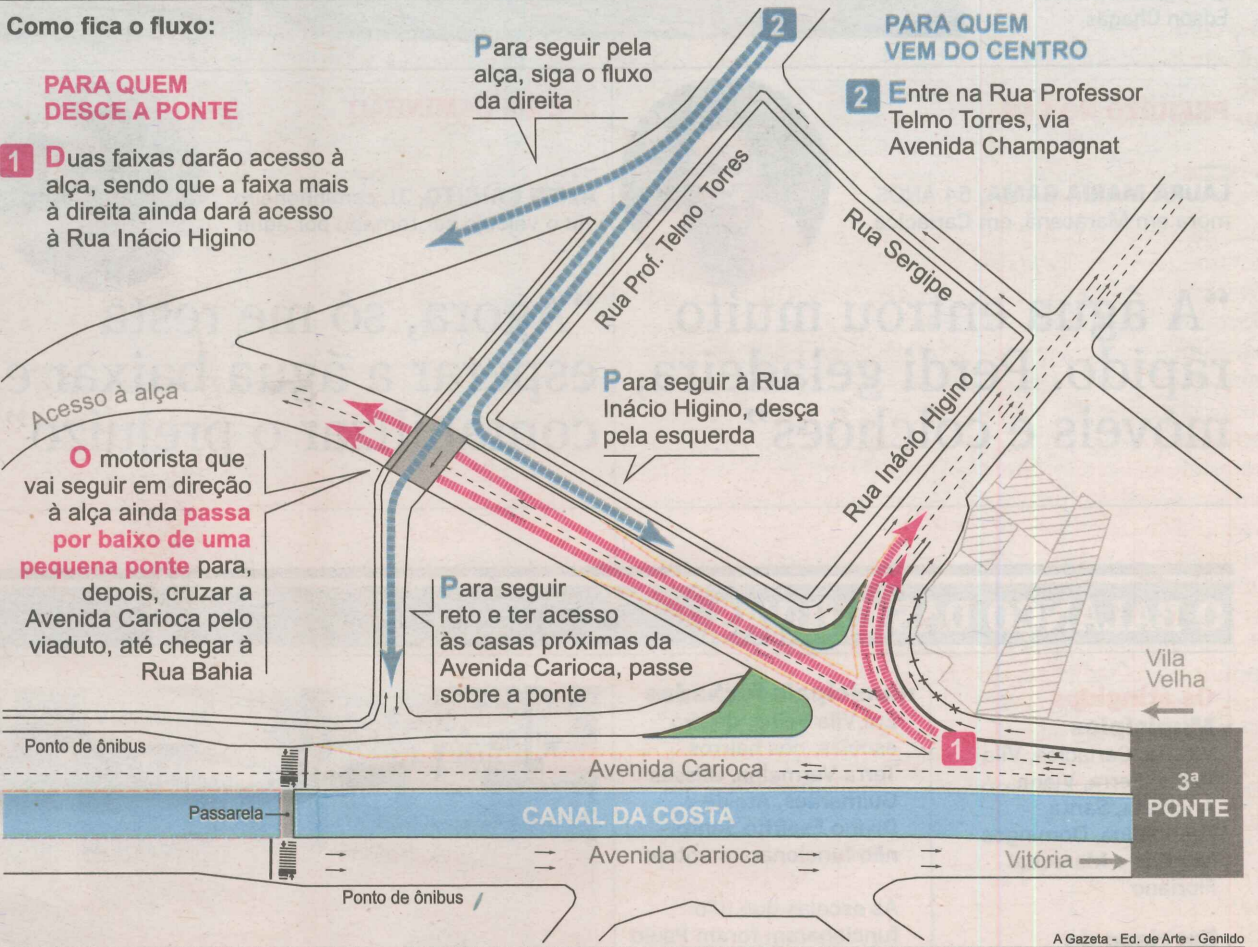 Como fica o fluxo:
PARA QUEM
DESCE A PONTE
1 Duas faixas darão acesso à
alça, sendo que a faixa mais
à direita ainda dará acesso
à Rua Inácio Higino
Para seguir pela
alça, siga o fluxo
da direita
2
PARA QUEM
VEM DO CENTRO
2 Entre na Rua Professor
Telmo Torres, via
Avenida Champagnat
Rua Prof. Telmo Torres
Rua Sergipe
Rua Inácio Higino
Para seguir à Rua
Inácio Higino, desça
pela esquerda
Acesso à alça
O motorista que
vai seguir em direção
à alça ainda passa
por baixo de uma
pequena ponte para,
depois, cruzar a
Avenida Carioca pelo
viaduto, até chegar à
Rua Bahia
Para seguir
reto e ter acesso
às casas próximas da
Avenida Carioca, passe
sobre a ponte
Vila
Velha
1
Ponto de ônibus
Avenida Carioca
3ª
PONTE
Passarela
CANAL DA COSTA
Avenida Carioca
Vitória
Ponto de ônibus
A Gazeta - Ed. de Arte - Genildo